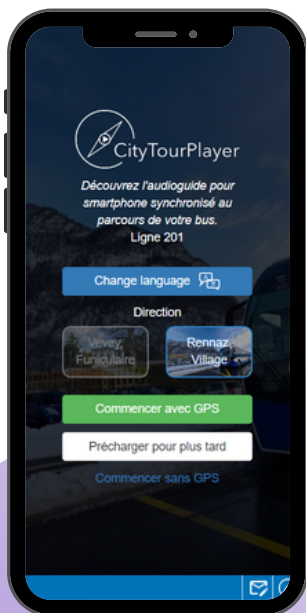 CityTourPlayer
Découvrez l'audioguide pour
smartphone synchronisé au
parcours de votre bus.
Ligne 201
Change language
Direction
Vevey,
Funiculaire
Rennaz,
Village
Commencer avec GPS
Précharger pour plus tard
Commencer sans GPS